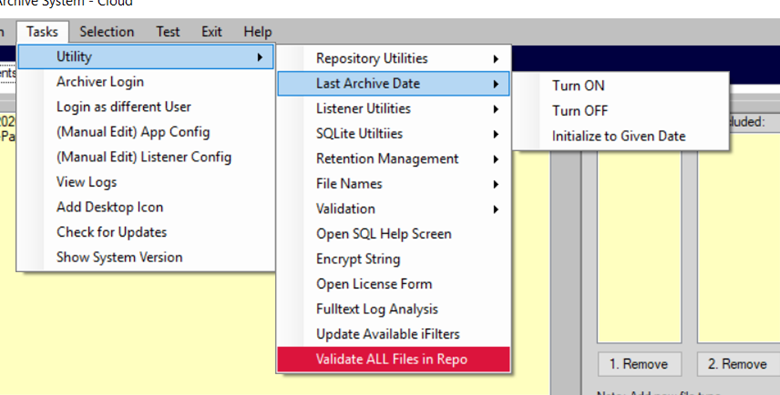 Archive System - Cloud
Tasks Selection Test Exit Help
Utility
Archiver Login
Login as different User
(Manual Edit) App Config
(Manual Edit) Listener Config
View Logs
Add Desktop Icon
Check for Updates
Show System Version
Repository Utilities
Last Archive Date
Listener Utilities
SQLite Utiltiies
Retention Management
File Names
Validation
Open SQL Help Screen
Encrypt String
Open License Form
Fulltext Log Analysis
Update Available iFilters
Validate ALL Files in Repo
Turn ON
Turn OFF
Initialize to Given Date
1. Remove
2. Remove